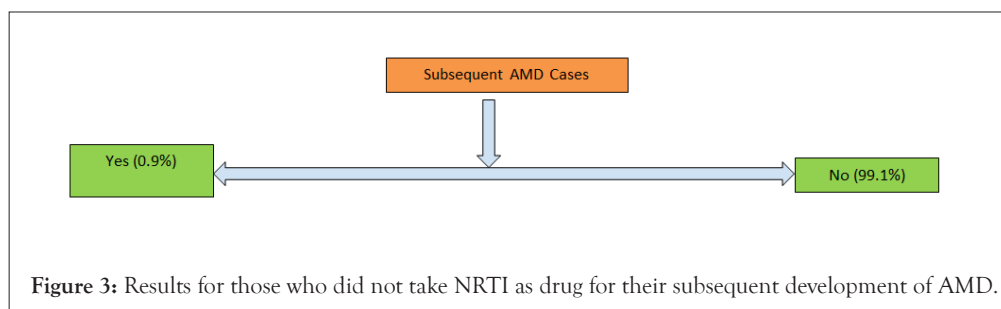 Subsequent AMD Cases
Yes (0.9%)
No (99.1%)
Figure 3: Results for those who did not take NRTI as drug for their subsequent development of AMD.